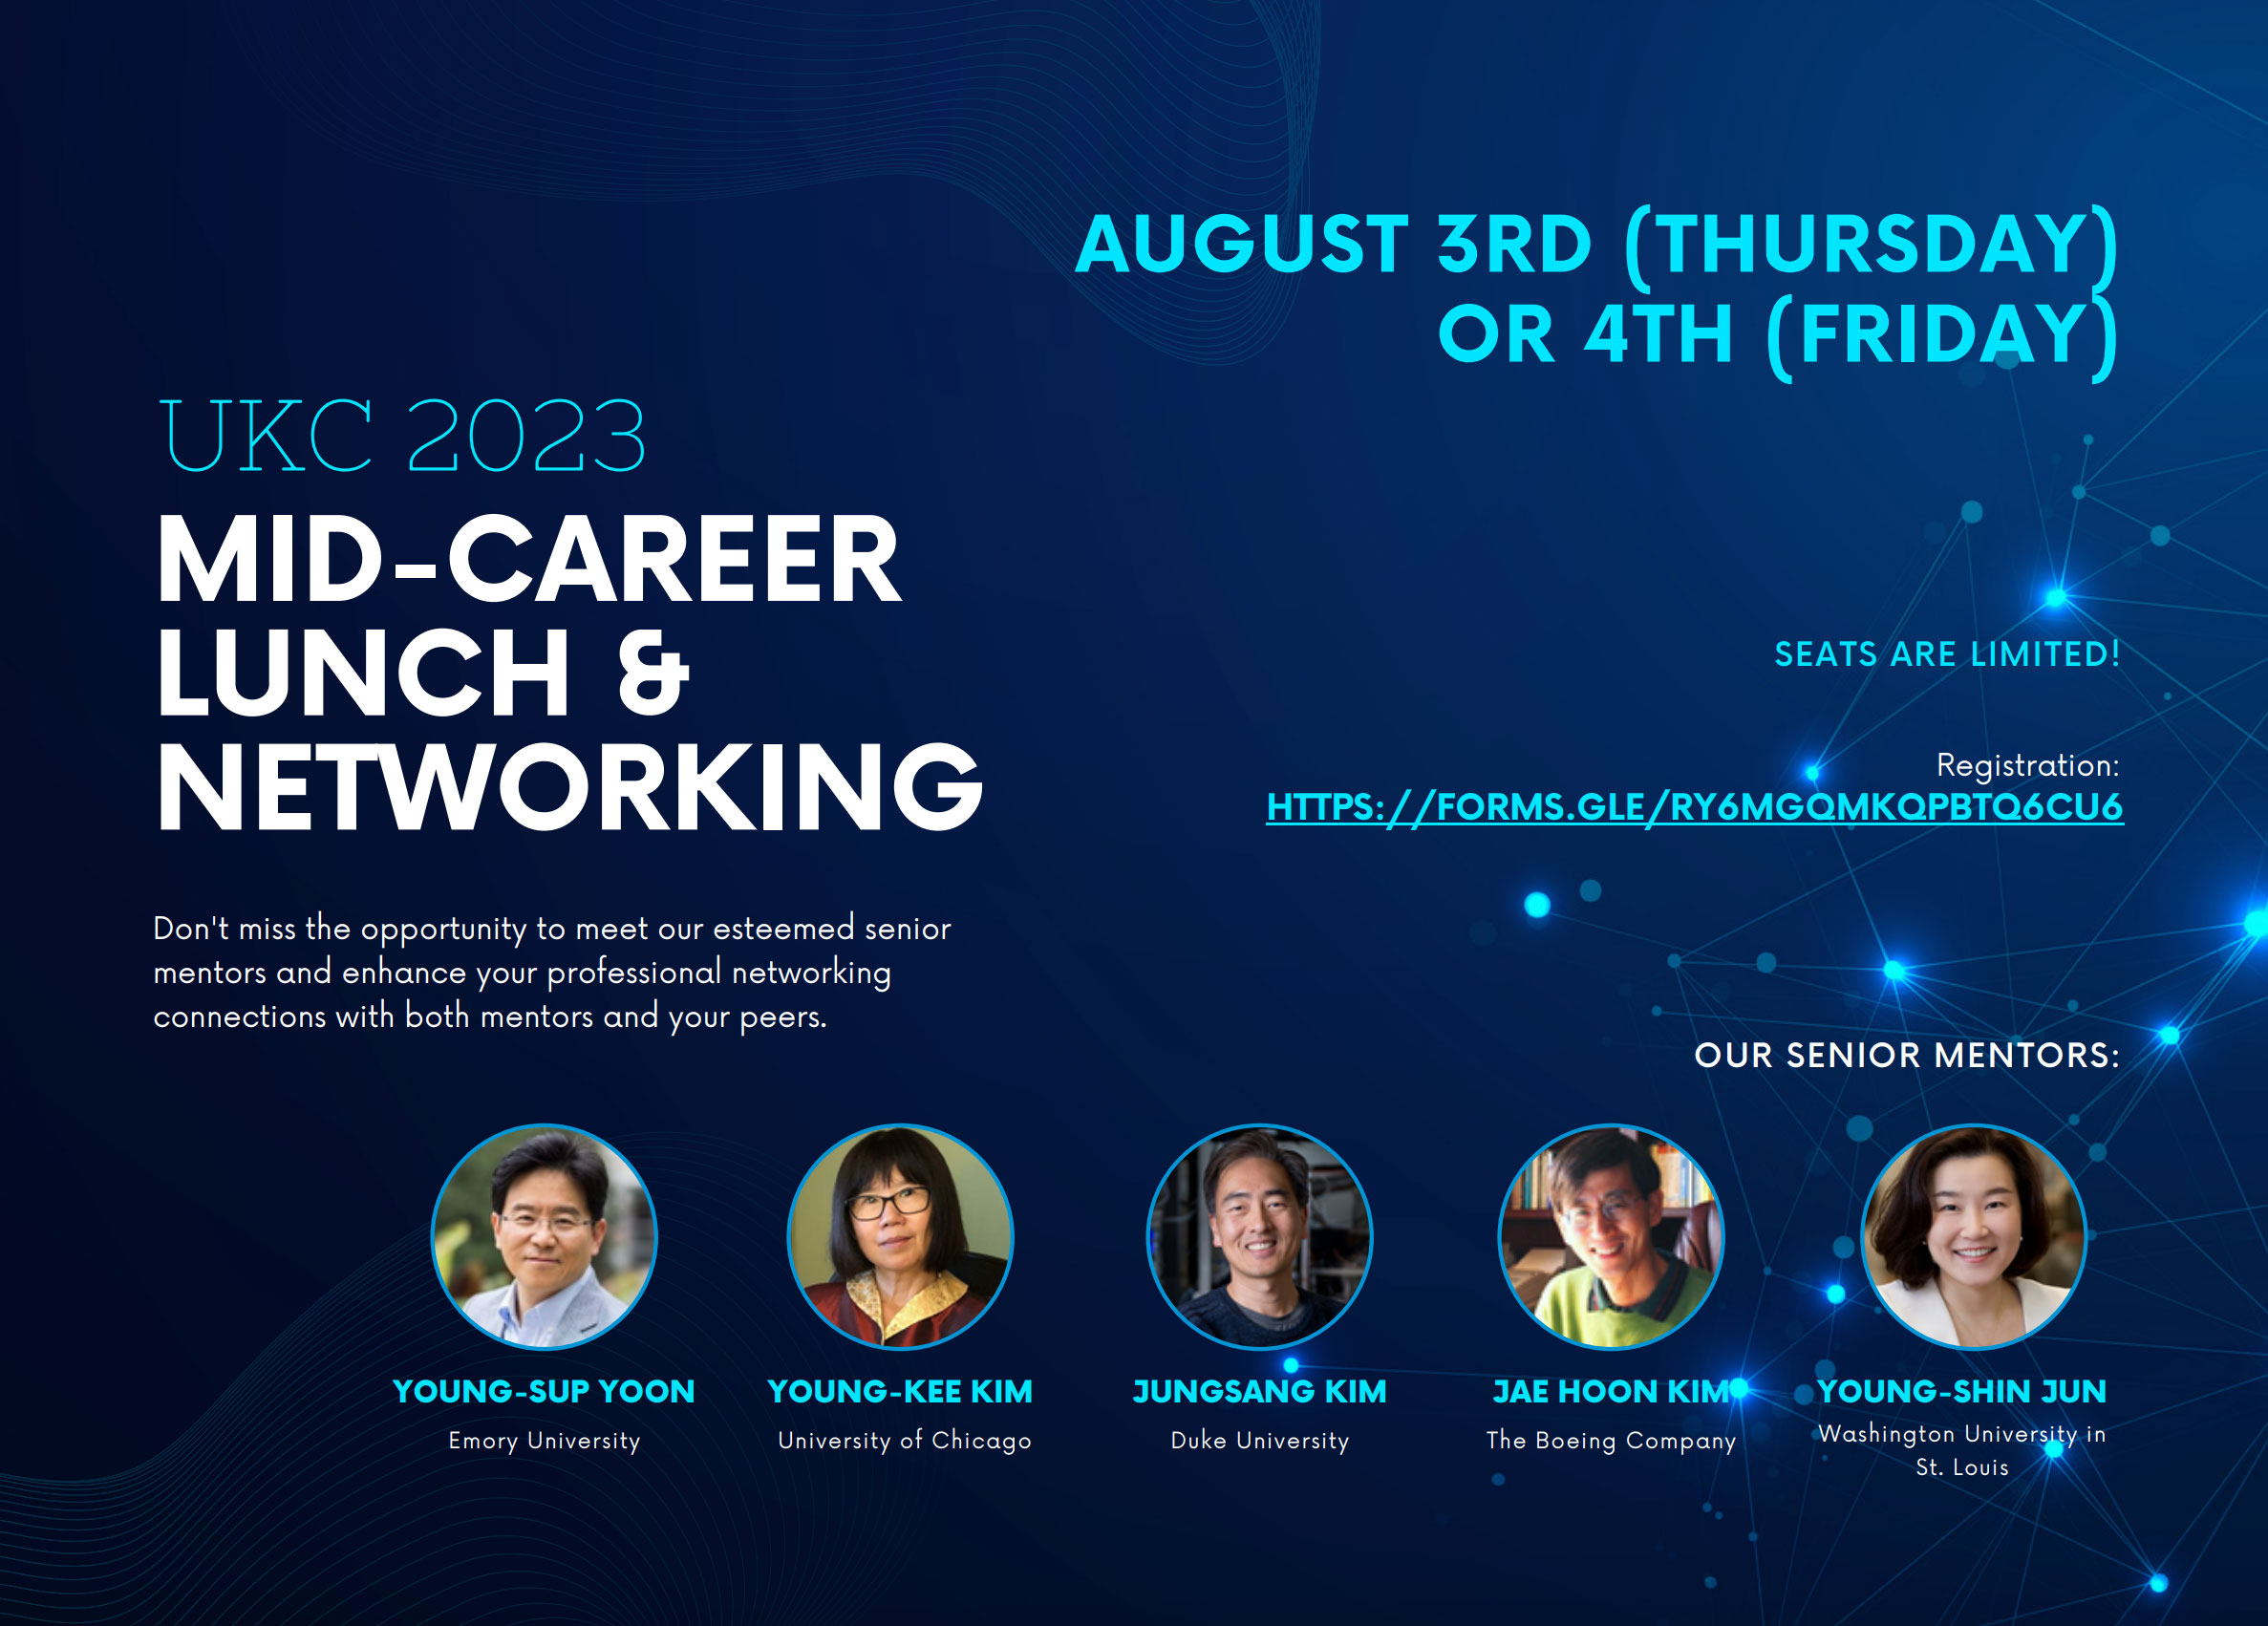 AUGUST 3RD (THURSDAY)
OR 4TH (FRIDAY)
UKC 2023
MID-CAREER
LUNCH &
NETWORKING
SEATS ARE LIMITED!
Registration:
HTTPS://FORMS.GLE/RY6MGQMKQPBTQ6CU6
Don't miss the opportunity to meet our esteemed senior
mentors and enhance your professional networking
connections with both mentors and your peers.
OUR SENIOR MENTORS:
YOUNG-SUP YOON
Emory University
YOUNG-KEE KIM
University of Chicago
JUNGSANG KIM
Duke University
JAE HOON KIM
The Boeing Company
YOUNG-SHIN JUN
Washington University in
St. Louis